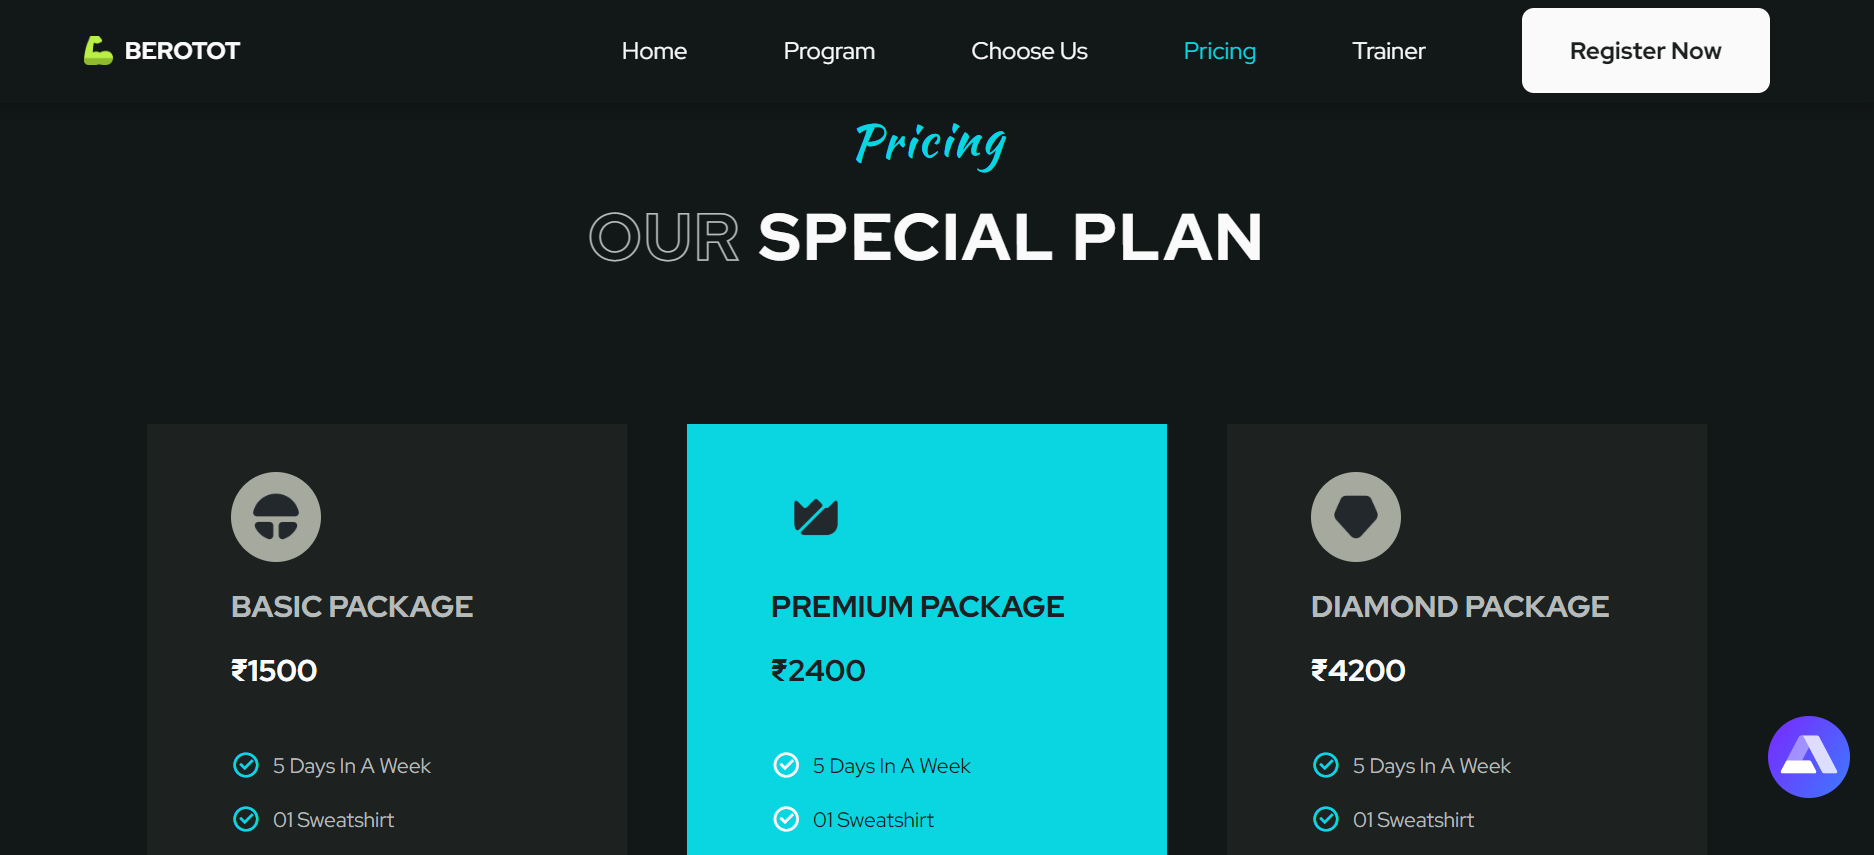 BEROTOT
Home
Program
Choose Us
Pricing
Trainer
Register Now
Pricing
OUR SPECIAL PLAN
BASIC PACKAGE
₹1500
5 Days In A Week
01 Sweatshirt
PREMIUM PACKAGE
₹2400
5 Days In A Week
01 Sweatshirt
DIAMOND PACKAGE
₹4200
5 Days In A Week
01 Sweatshirt